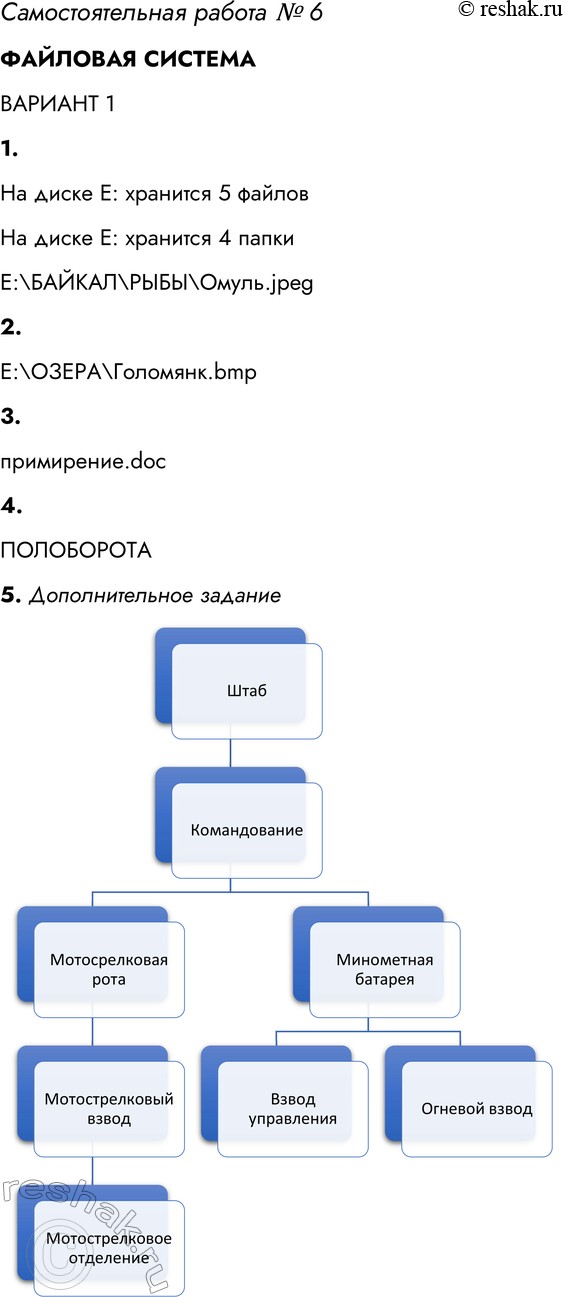 Самостоятельная работа № 6
© reshak.ru
ФАЙЛОВАЯ СИСТЕМА
ВАРИАНТ 1
1.
На диске E: хранится 5 файлов
На диске E: хранится 4 папки
E:\БАЙКАЛ\РЫБЫ\Омуль.jpeg
2.
E:\ОЗЕРА\Голомянк.bmp
3.
примирение.doc
4.
ПОЛОБОРОТА
5. Дополнительное задание
Штаб
Командование
Мотосрелковая
рота
Минометная
батарея
Мотострелковый
взвод
Взвод
управления
Огневой взвод
Мотострелковое
отделение
reshak.ru
©